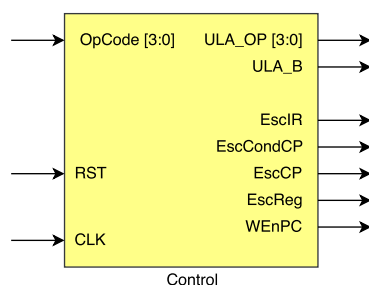 OpCode [3:0] ULA_OP [3:0]
ULA_B
EscIR
EscCondCP
RST EscCP
EscReg
WEnPC
CLK
Control